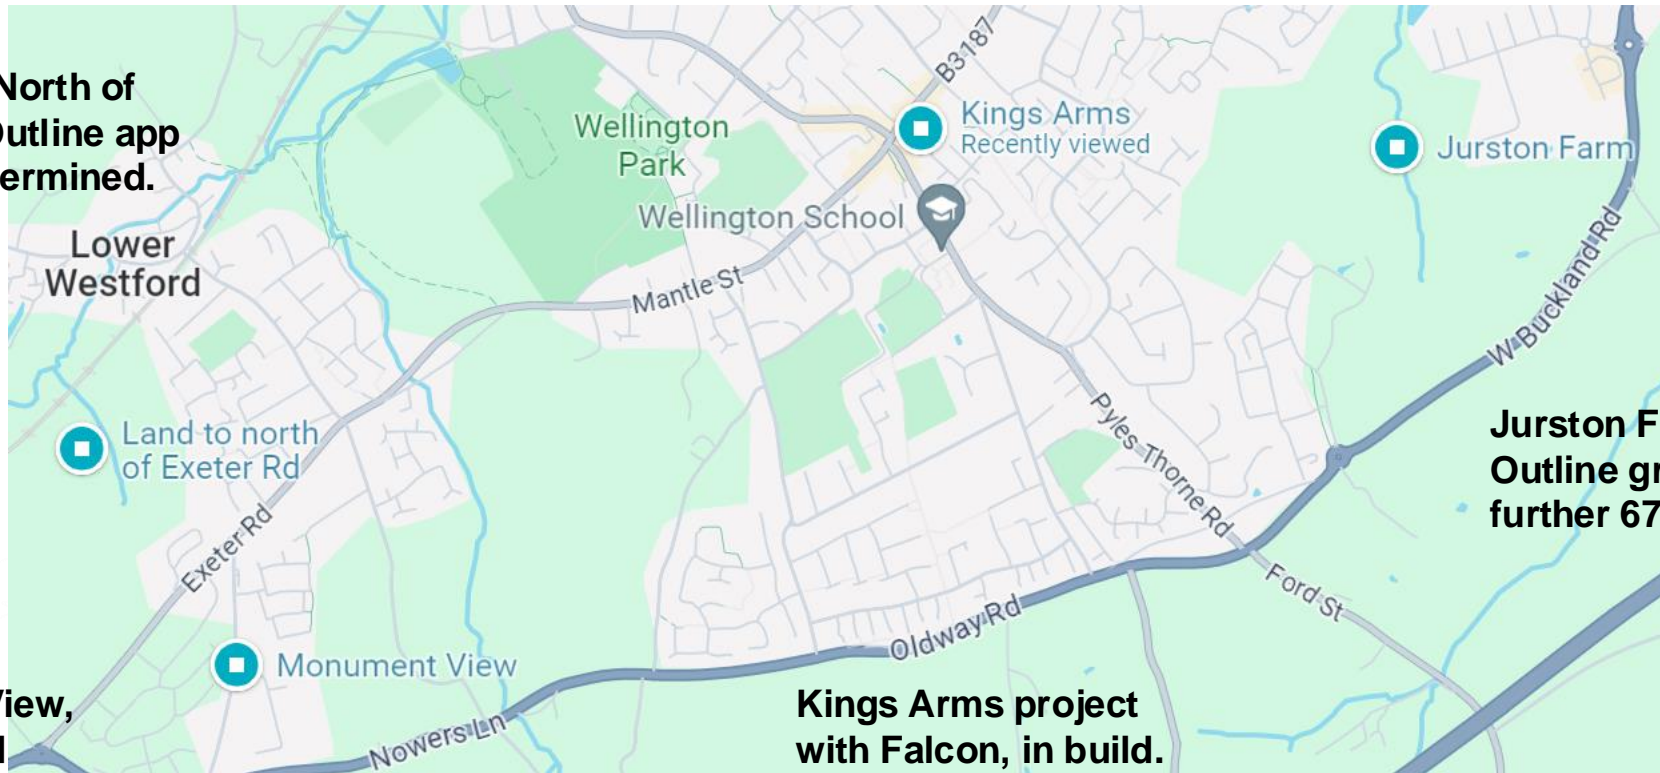 North of
Outline app
ermined.
B3187
Kings Arms
Recently viewed
Wellington
Park
Jurston Farm
Wellington School
Lower
Westford
Mantle St
W Buckland Rd
Land to north
of Exeter Rd
Pyles Thorne Rd
Jurston F
Outline gr
further 67
Exeter Rd
Ford St
Oldway Rd
Monument View
View,
Nowers Ln
Kings Arms project
with Falcon, in build.